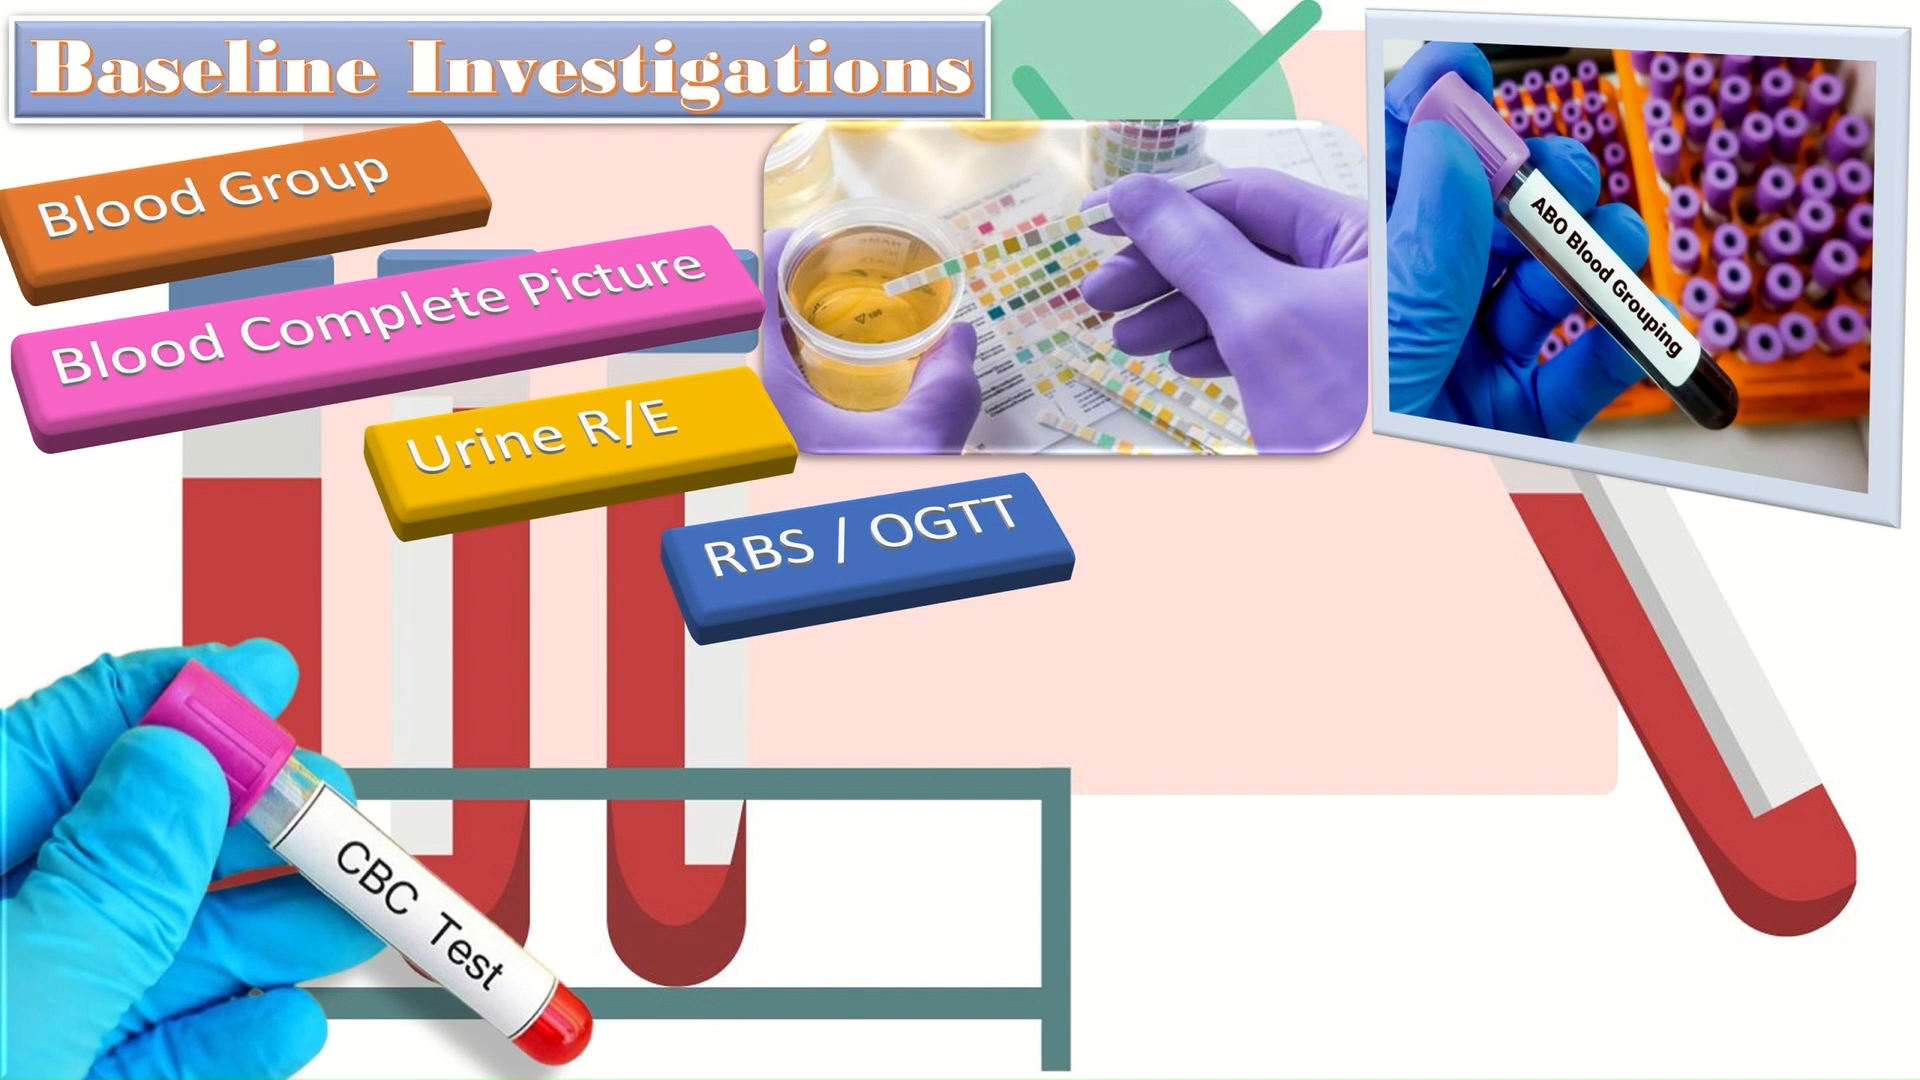 Baseline Investigations
Blood Group
Blood Complete Picture
Urine R/E
RBS / OGTT
ABO Blood Grouping
CBC Test